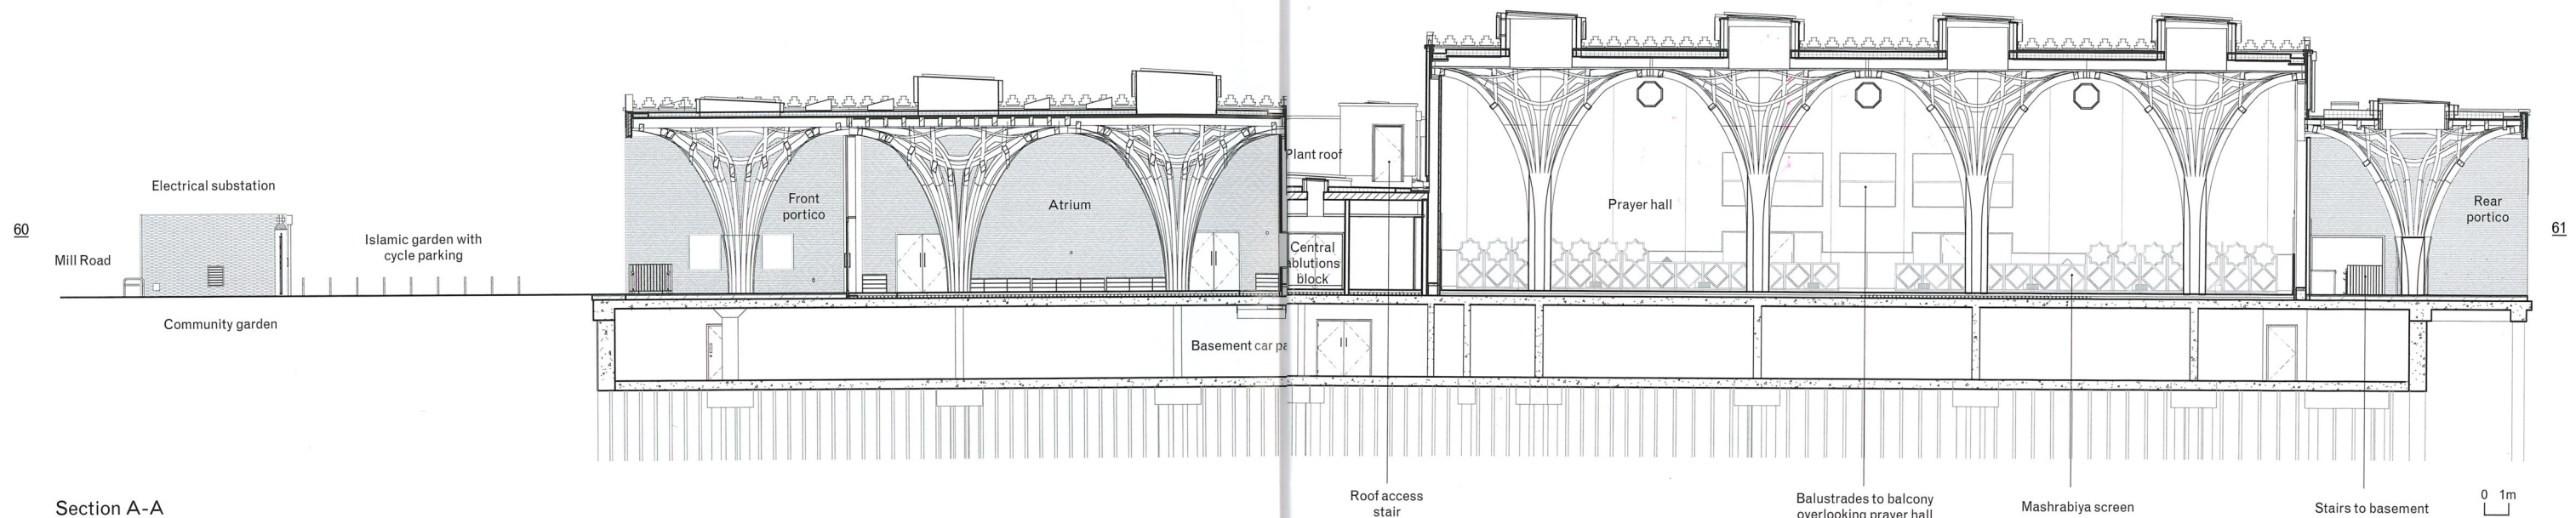 60
Mill Road
Electrical substation
Community garden
Islamic garden with
cycle parking
Front
portico
Atrium
Basement car pa
Plant roof
Central
ablutions
block
Prayer hall
Rear
portico
61
Roof access
stair
Balustrades to balcony
overlooking prayer hall
Mashrabiya screen
Stairs to basement
0 1m
Section A-A